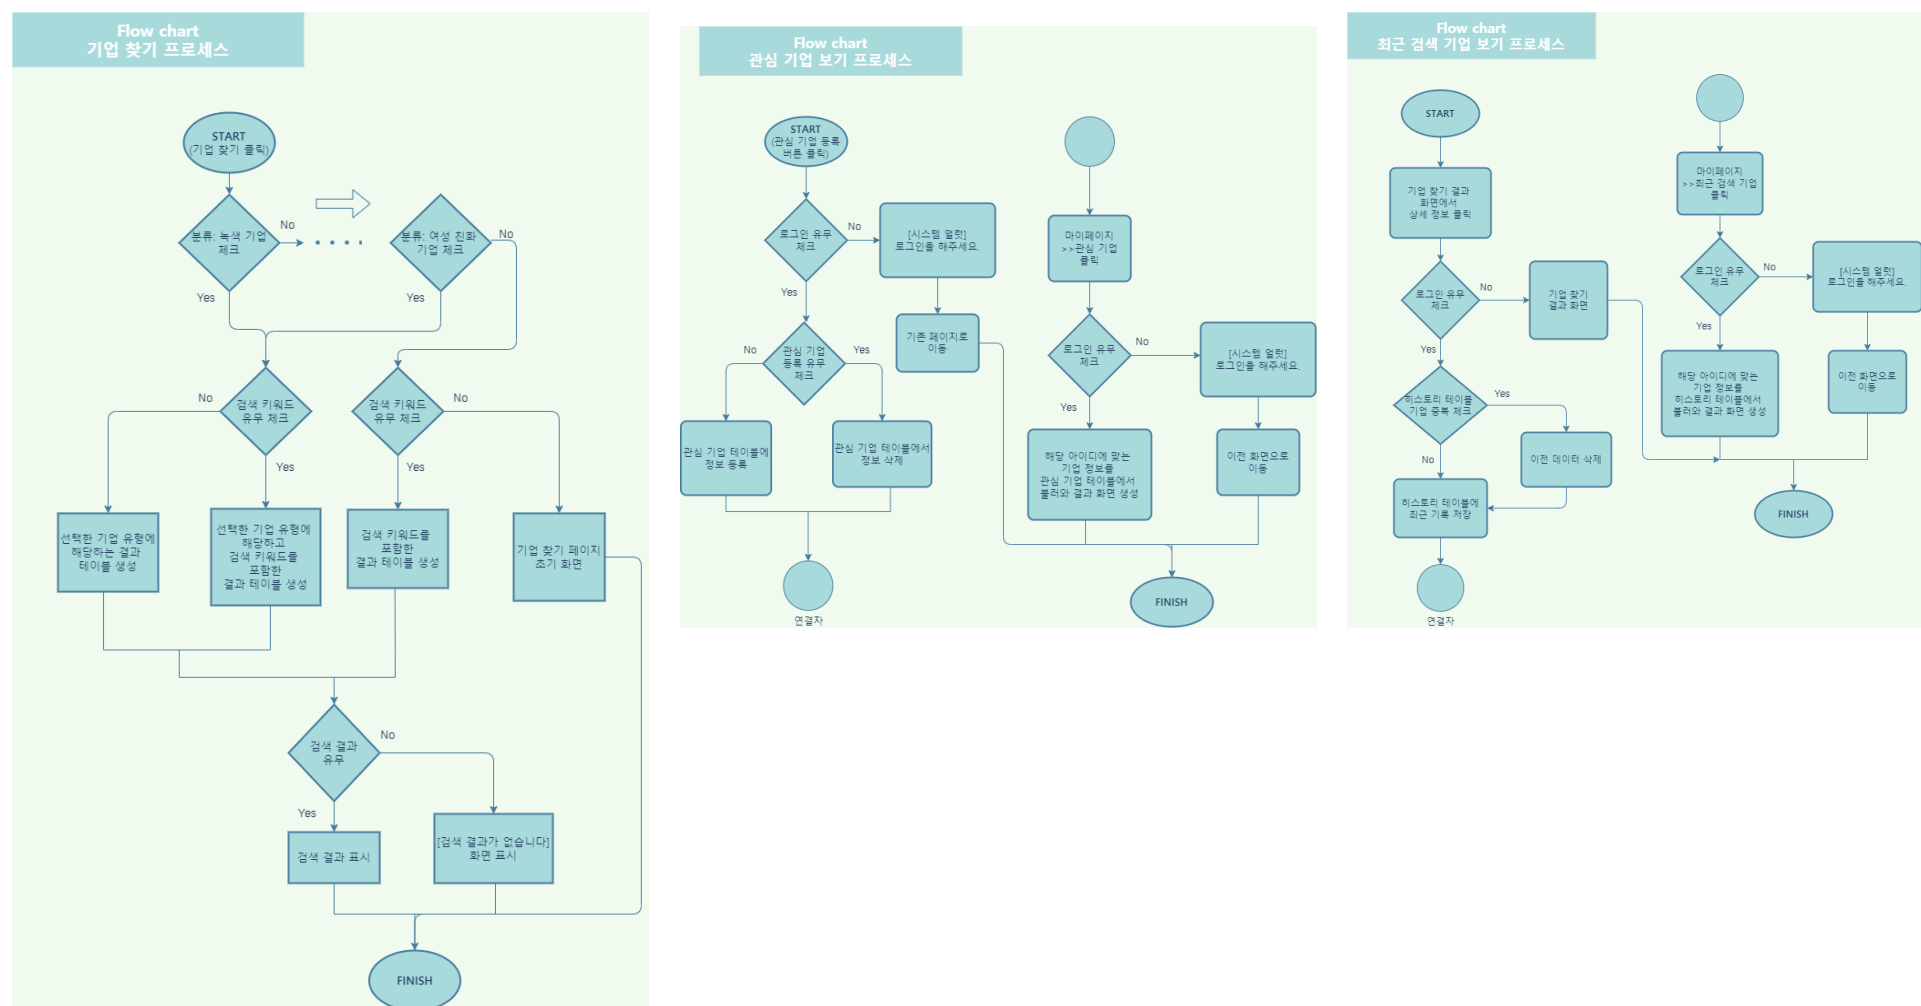 Flow chart
기업 찾기 프로세스
START
(기업 찾기 클릭)
분류: 녹색 기업
체크
No
Yes
분류: 여성 친화
기업 체크
No
Yes
검색 키워드
유무 체크
No
Yes
검색 키워드
유무 체크
No
Yes
선택한 기업 유형에
해당하는 결과
테이블 생성
선택한 기업 유형에
해당하고
검색 키워드를
포함한
결과 테이블 생성
검색 키워드를
포함한
결과 테이블 생성
기업 찾기 페이지
초기 화면
검색 결과
유무
No
Yes
검색 결과 표시
[검색 결과가 없습니다]
화면 표시
FINISH
Flow chart
관심 기업 보기 프로세스
START
(관심 기업 등록
버튼 클릭)
로그인 유무
체크
No
Yes
[시스템 얼럿]
로그인을 해주세요.
기존 페이지로
이동
관심 기업
등록 유무
체크
No
Yes
관심 기업 테이블에
정보 등록
관심 기업 테이블에서
정보 삭제
연결자
마이페이지
>>관심 기업
클릭
로그인 유무
체크
No
Yes
[시스템 얼럿]
로그인을 해주세요.
해당 아이디에 맞는
기업 정보를
관심 기업 테이블에서
불러와 결과 화면 생성
이전 화면으로
이동
FINISH
Flow chart
최근 검색 기업 보기 프로세스
START
기업 찾기 결과
화면에서
상세 정보 클릭
로그인 유무
체크
No
Yes
기업 찾기
결과 화면
히스토리 테이블
기업 중복 체크
Yes
No
이전 데이터 삭제
히스토리 테이블에
최근 기록 저장
연결자
마이페이지
>>최근 검색 기업
클릭
로그인 유무
체크
No
Yes
[시스템 얼럿]
로그인을 해주세요.
해당 아이디에 맞는
기업 정보를
히스토리 테이블에서
불러와 결과 화면 생성
이전 화면으로
이동
FINISH